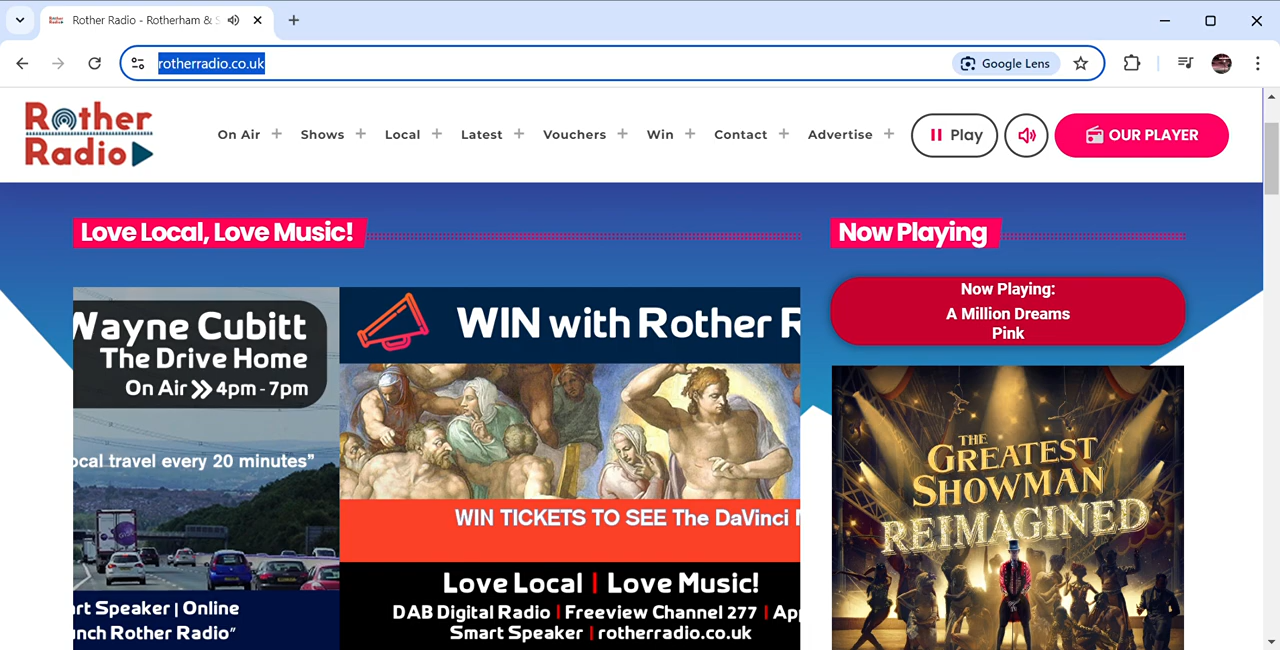 Rother Radio - Rotherham &
rotherradio.co.uk
Google Lens
Rother
Radio
On Air
Shows
Local
Latest
Vouchers
Win
Contact
Advertise
Play
OUR PLAYER
Love Local, Love Music!
Now Playing
Wayne Cubitt
The Drive Home
On Air >> 4pm - 7pm
ocal travel every 20 minutes”
rt Speaker | Online
nch Rother Radio”
WIN with Rother R
WIN TICKETS TO SEE The DaVinci
Love Local | Love Music!
DAB Digital Radio | Freeview Channel 277 | App
Smart Speaker | rotherradio.co.uk
Now Playing:
A Million Dreams
Pink
THE
GREATEST
SHOWMAN
REIMAGINED